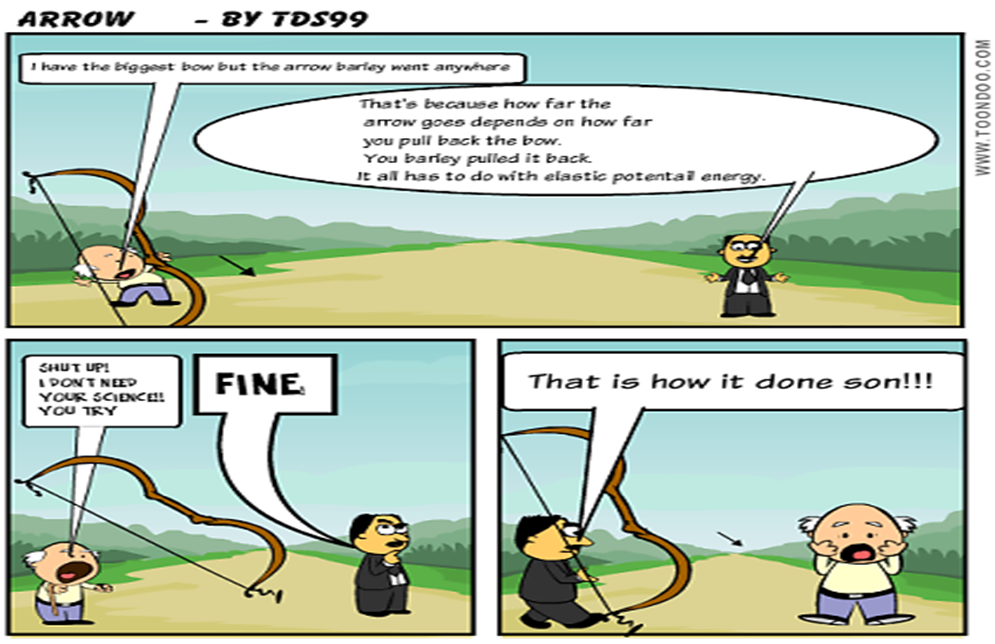 ARROW - BY TDS99
I have the biggest bow but the arrow barley went anywhere
That's because how far the
arrow goes depends on how far
you pull back the bow.
You barley pulled it back.
It all has to do with elastic potentail energy.
WWW.TOONDOO.COM
SHUT UP!
I DON'T NEED
YOUR SCIENCE!!
YOU TRY
FINE.
That is how it done son!!!